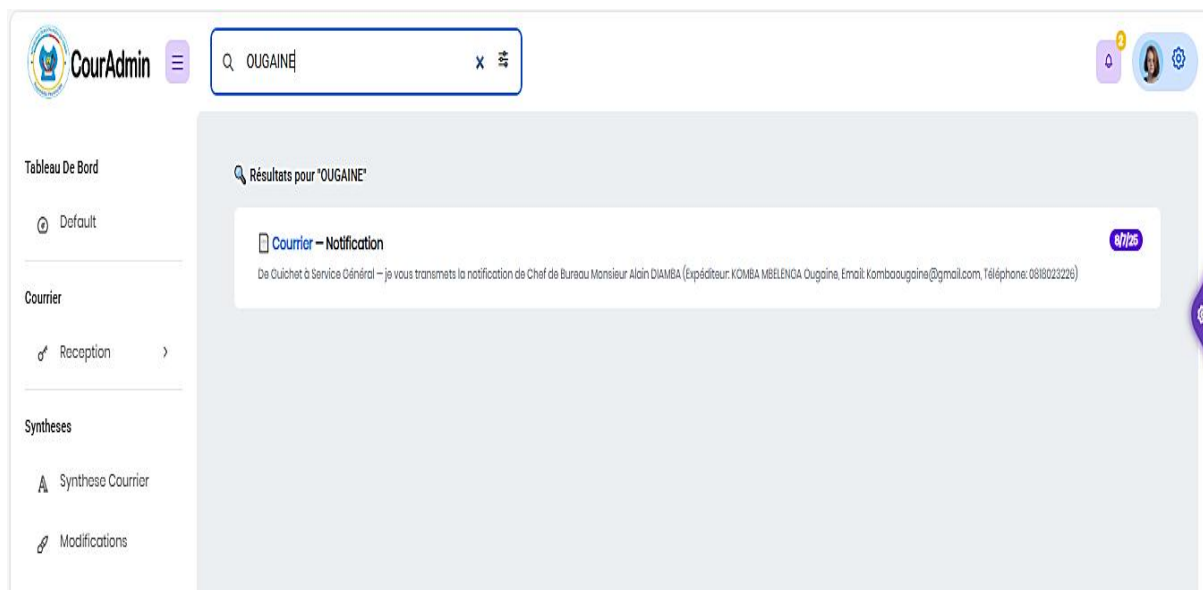 CourAdmin
OUGAINE
x
2
Tableau De Bord
Default
Courrier
Reception
Syntheses
Synthese Courrier
Modifications
Résultats pour "OUGAINE"
Courrier – Notification
8/7/25
De Guichet à Service Général – je vous transmets la notification de Chef de Bureau Monsieur Alain DIAMBA (Expéditeur: KOMBA MBELENGA Ougaine, Email: Kombaougaine@gmail.com, Téléphone: 0818023226)